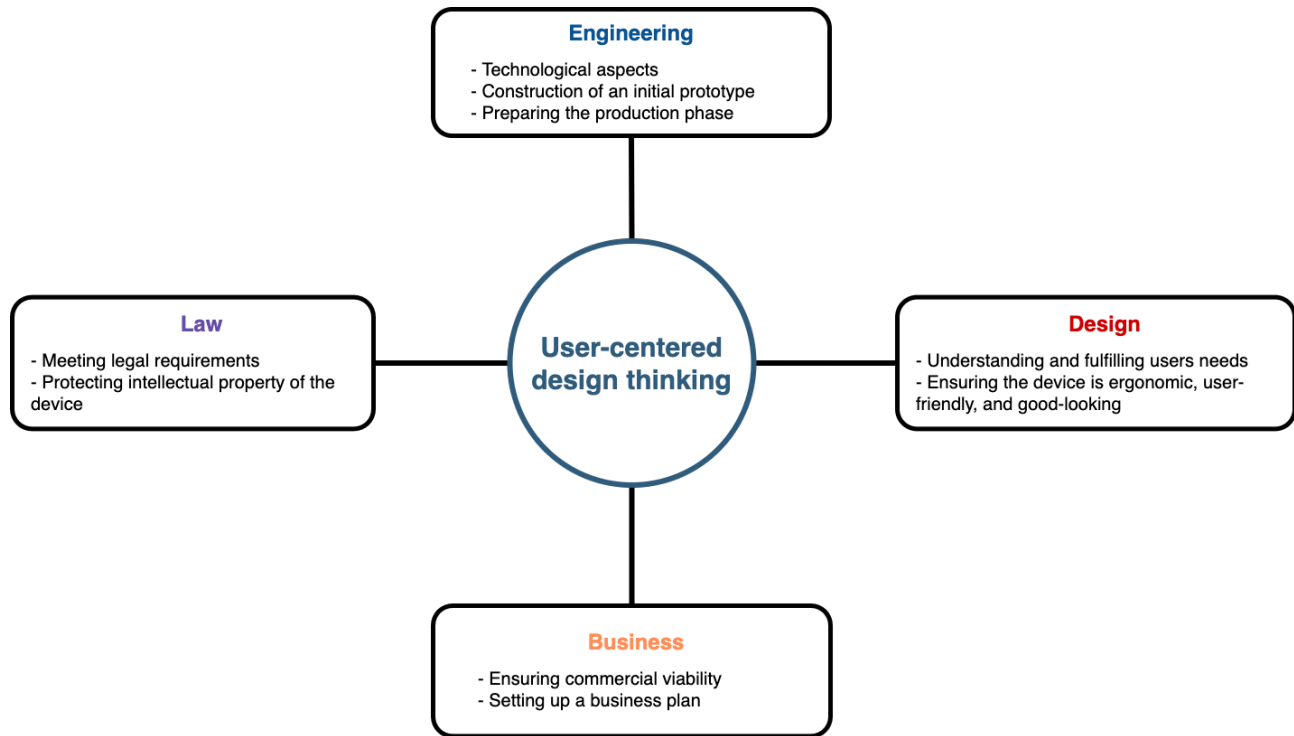 Engineering
- Technological aspects
- Construction of an initial prototype
- Preparing the production phase
Law
- Meeting legal requirements
- Protecting intellectual property of the
device
User-centered
design thinking
Design
- Understanding and fulfilling users needs
- Ensuring the device is ergonomic, user-
friendly, and good-looking
Business
- Ensuring commercial viability
- Setting up a business plan